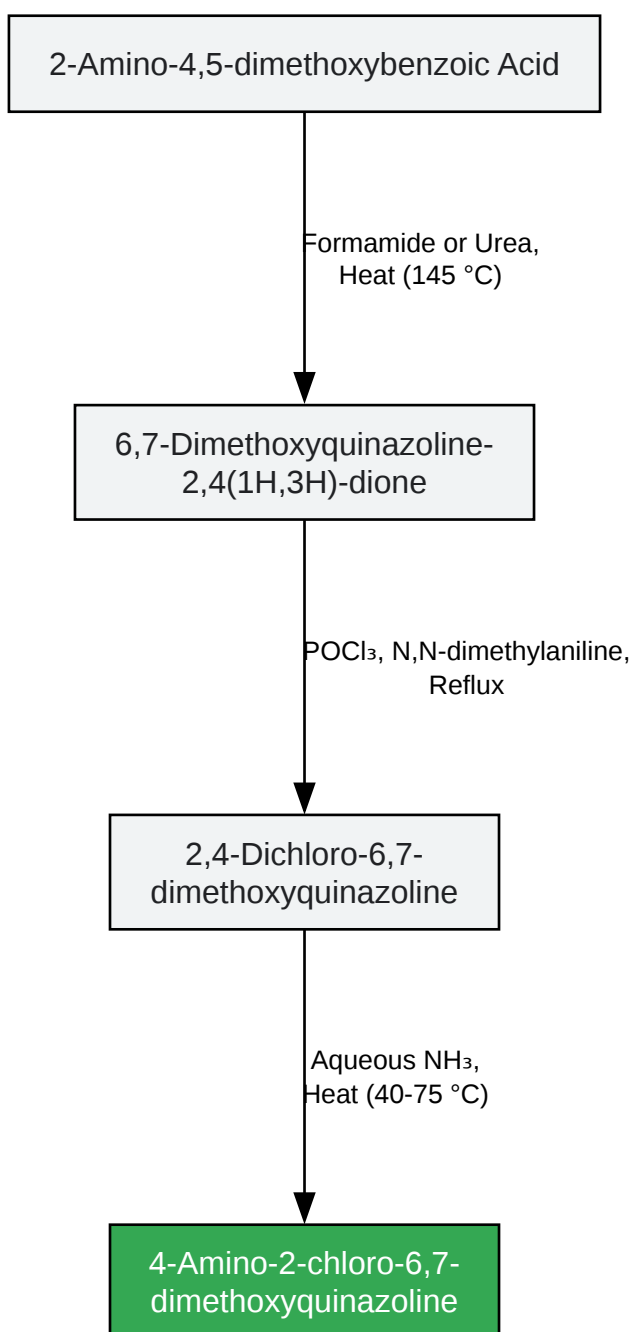 2-Amino-4,5-dimethoxybenzoic Acid
Formamide or Urea,
Heat (145 °C)
6,7-Dimethoxyquinazoline-
2,4(1H,3H)-dione
POCl₃, N,N-dimethylaniline,
Reflux
2,4-Dichloro-6,7-
dimethoxyquinazoline
Aqueous NH₃,
Heat (40-75 °C)
4-Amino-2-chloro-6,7-
dimethoxyquinazoline